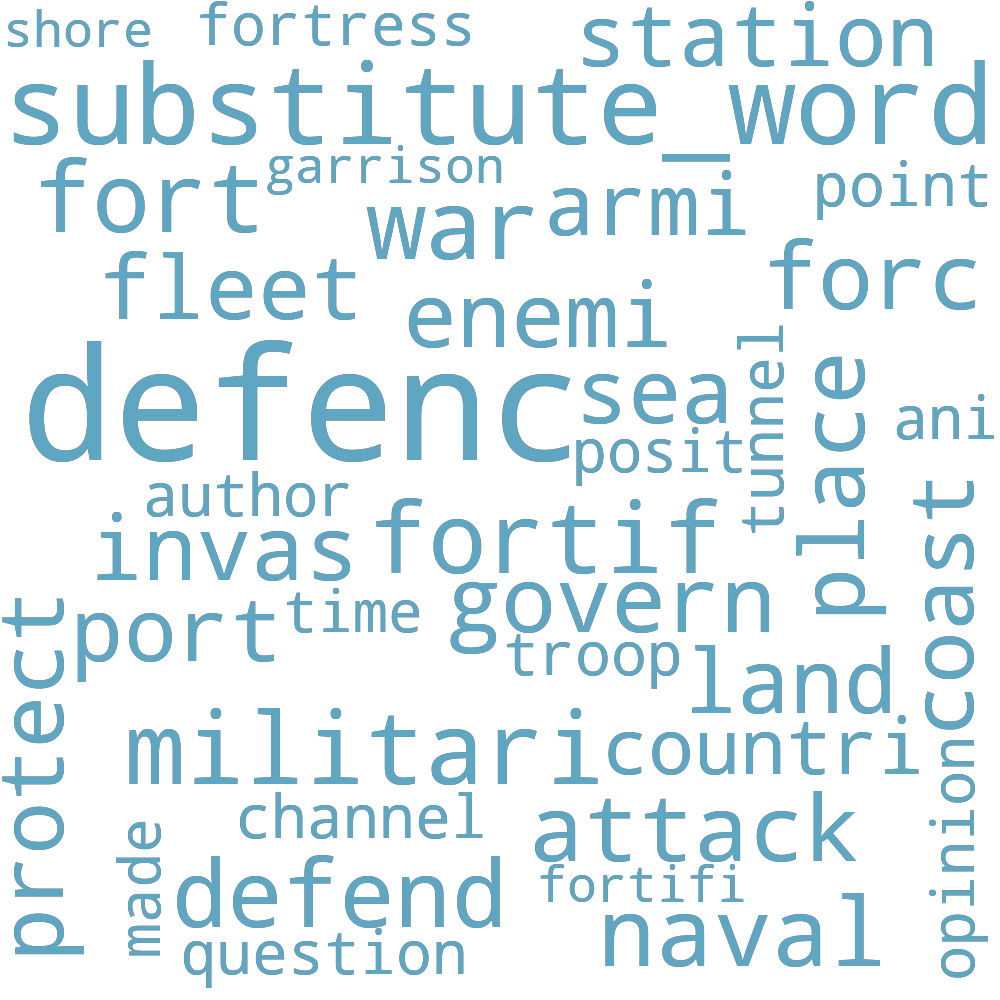 shore fortress station
substitute_word
fort garrison war armi point
fleet enemi forc
defenc sea posit tunnel place ani
author invas fortif coast
protect port time govern troop land
militari countri opinion
made channel attack
defend fortifi
question naval